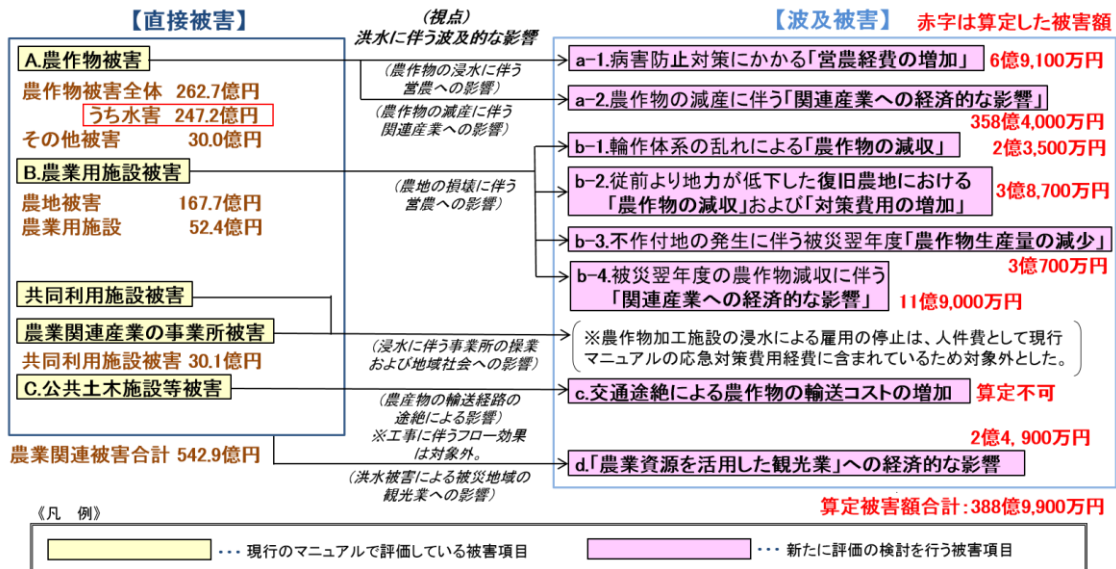 【直接被害】
(視点)
洪水に伴う波及的な影響
【波及被害】
赤字は算定した被害額
A.農作物被害
農作物被害全体 262.7億円
うち水害 247.2億円
その他被害 30.0億円
B.農業用施設被害
農地被害 167.7億円
農業用施設 52.4億円
共同利用施設被害
農業関連産業の事業所被害
共同利用施設被害 30.1億円
C.公共土木施設等被害
農業関連被害合計 542.9億円
(農作物の浸水に伴う
営農への影響)
(農作物の減産に伴う
関連産業への影響)
(農地の損壊に伴う
営農への影響)
(浸水に伴う事業所の操業
および地域社会への影響)
(農産物の輸送経路の
途絶による影響)
※工事に伴うフロー効果
は対象外。
(洪水被害による被災地域の
観光業への影響)
a-1.病害防止対策にかかる「営農経費の増加」
6億9,100万円
a-2.農作物の減産に伴う「関連産業への経済的な影響」
358億4,000万円
b-1.輪作体系の乱れによる「農作物の減収」
2億3,500万円
b-2.従前より地力が低下した復旧農地における
「農作物の減収」および「対策費用の増加」
3億8,700万円
b-3.不作付地の発生に伴う被災翌年度「農作物生産量の減少」
3億700万円
b-4.被災翌年度の農作物減収に伴う
「関連産業への経済的な影響」
11億9,000万円
※農作物加工施設の浸水による雇用の停止は、人件費として現行
マニュアルの応急対策費用経費に含まれているため対象外とした。
c.交通途絶による農作物の輸送コストの増加
算定不可
2億4,900万円
d.「農業資源を活用した観光業」への経済的な影響
算定被害額合計:388億9,900万円
《凡 例》
・・・ 現行のマニュアルで評価している被害項目
・・・ 新たに評価の検討を行う被害項目